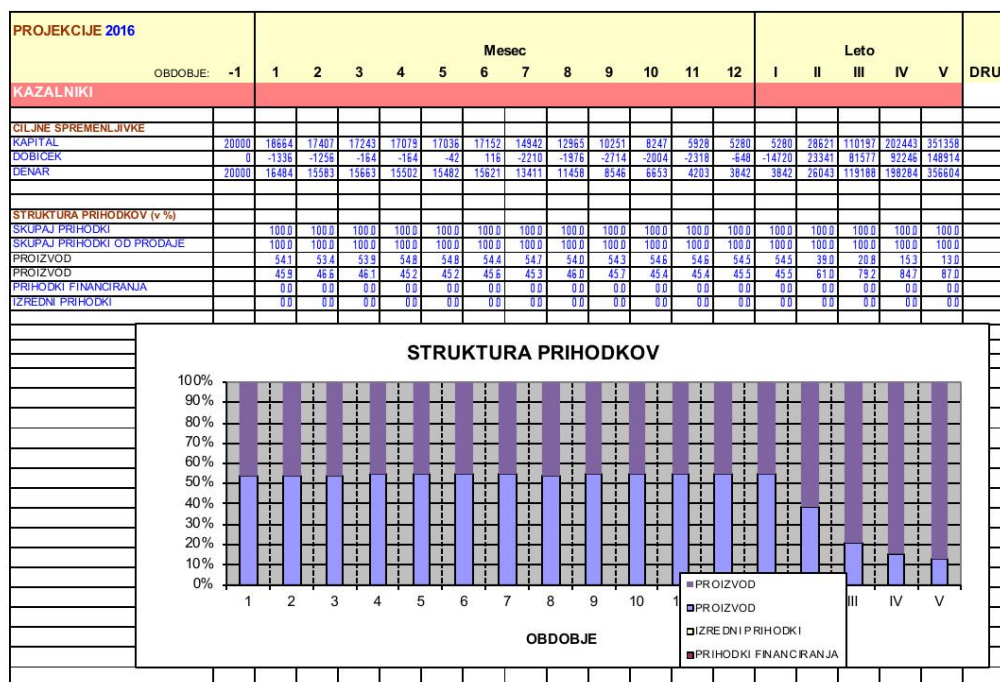 PROJEKCIJE 2016
Mesec Leto
OBDOBJE: -1 1 2 3 4 5 6 7 8 9 10 11 12 I II III IV V DRU
KAZALNIKI
CILJNE SPREMENLJIVKE
KAPITAL 20000 18664 17407 17243 17079 17036 17152 14942 12965 10251 8247 5928 5280 5280 28621 110197 202443 351358
DOBIČEK 0 -1336 -1256 -164 -164 -42 116 -2210 -1976 -2714 -2004 -2318 -648 -14720 23341 81577 92246 148914
DENAR 20000 16484 15583 15663 15502 15482 15621 13411 11458 8546 6653 4203 3842 3842 26043 119188 198284 356604
STRUKTURA PRIHODKOV (v %)
SKUPAJ PRIHODKI 100.0 100.0 100.0 100.0 100.0 100.0 100.0 100.0 100.0 100.0 100.0 100.0 100.0 100.0 100.0 100.0 100.0
SKUPAJ PRIHODKI OD PRODAJE 100.0 100.0 100.0 100.0 100.0 100.0 100.0 100.0 100.0 100.0 100.0 100.0 100.0 100.0 100.0 100.0 100.0
PROIZVOD 54.1 53.4 53.9 54.8 54.8 54.4 54.7 54.0 54.3 54.6 54.6 54.5 54.5 39.0 20.8 15.3 13.0
PROIZVOD 45.9 46.6 46.1 45.2 45.2 45.6 45.3 46.0 45.7 45.4 45.4 45.5 45.5 61.0 79.2 84.7 87.0
PRIHODKI FINANCIRANJA 0.0 0.0 0.0 0.0 0.0 0.0 0.0 0.0 0.0 0.0 0.0 0.0 0.0 0.0 0.0 0.0 0.0
IZREDNI PRIHODKI 0.0 0.0 0.0 0.0 0.0 0.0 0.0 0.0 0.0 0.0 0.0 0.0 0.0 0.0 0.0 0.0 0.0
STRUKTURA PRIHODKOV
100%
90%
80%
70%
60%
50%
40%
30%
20%
10%
0%
1 2 3 4 5 6 7 8 9 10 III IV V
OBDOBJE
PROIZVOD
PROIZVOD
IZREDNI PRIHODKI
PRIHODKI FINANCIRANJA